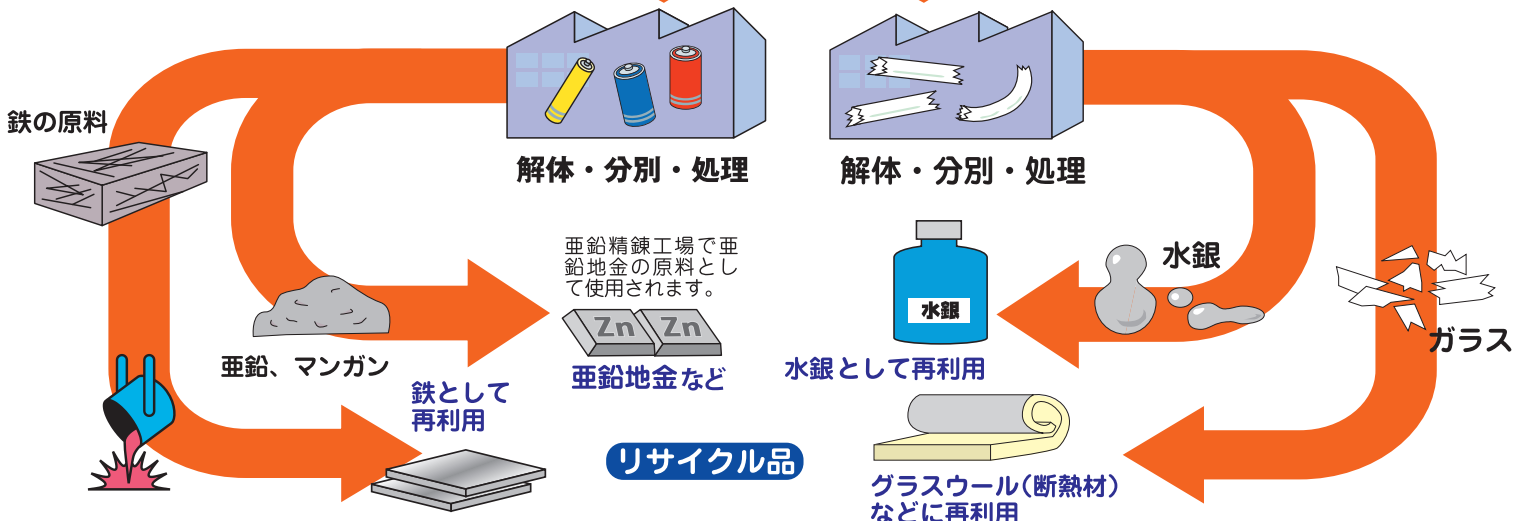 鉄の原料
解体・分別・処理
解体・分別・処理
亜鉛精錬工場で亜
鉛地金の原料とし
て使用されます。
水銀
水銀
Zn
Zn
ガラス
亜鉛、マンガン
亜鉛地金など
水銀として再利用
鉄として
再利用
リサイクル品
グラスウール(断熱材)
などに再利用